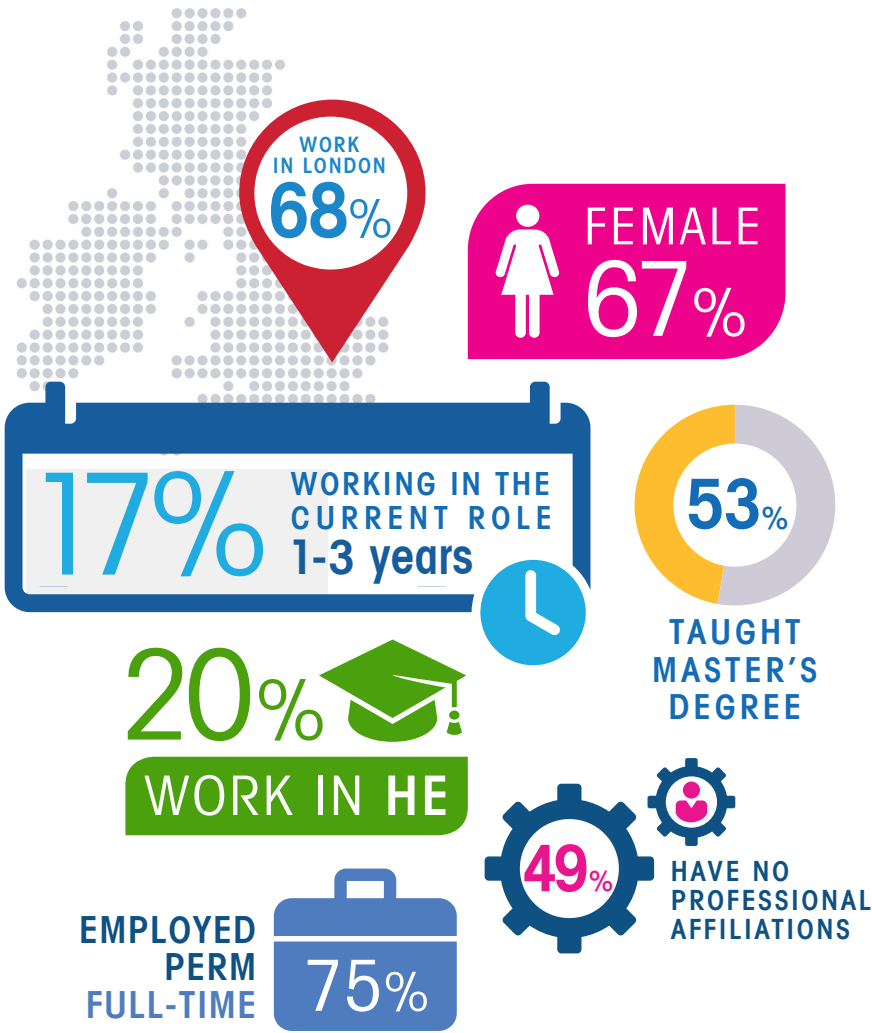 WORK
IN LONDON
68%
FEMALE
67%
17%
WORKING IN THE
CURRENT ROLE
1-3 years
53%
TAUGHT
MASTER'S
DEGREE
20%
WORK IN HE
49%
HAVE NO
PROFESSIONAL
AFFILIATIONS
EMPLOYED
PERM
FULL-TIME
75%